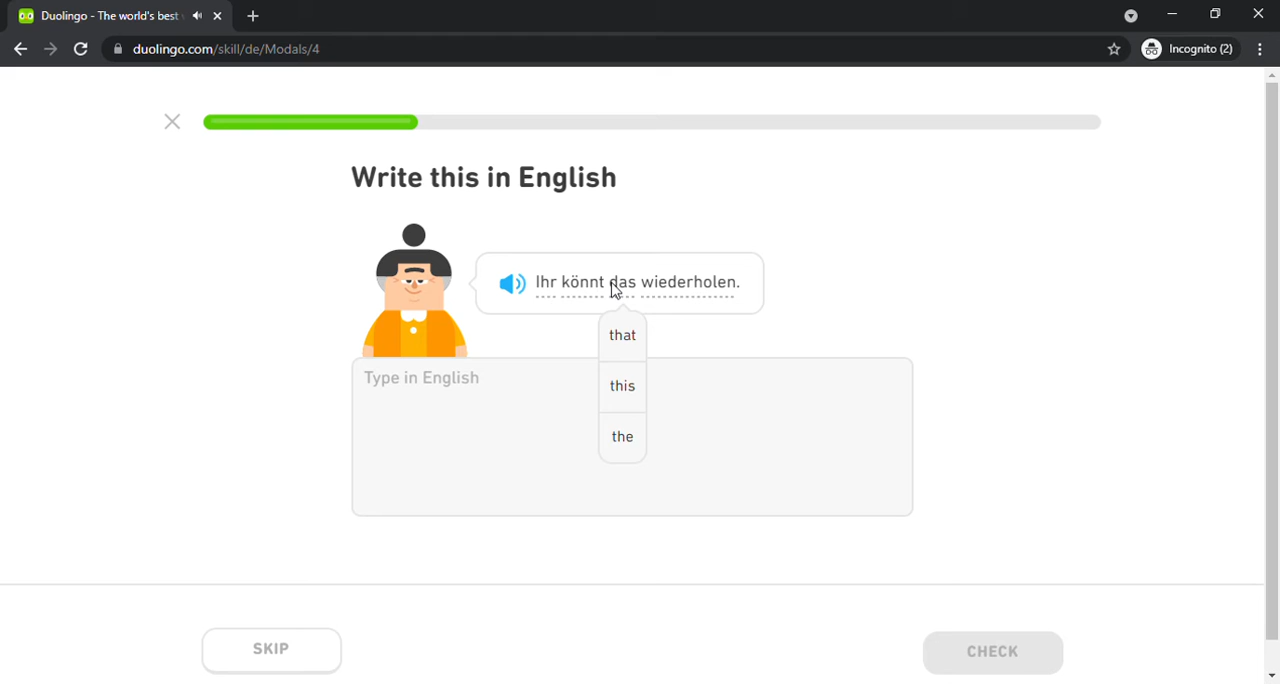 Duolingo - The world's best
duolingo.com/skill/de/Modals/4
Incognito (2)
Write this in English
Ihr könnt das wiederholen.
that
this
the
Type in English
SKIP
CHECK